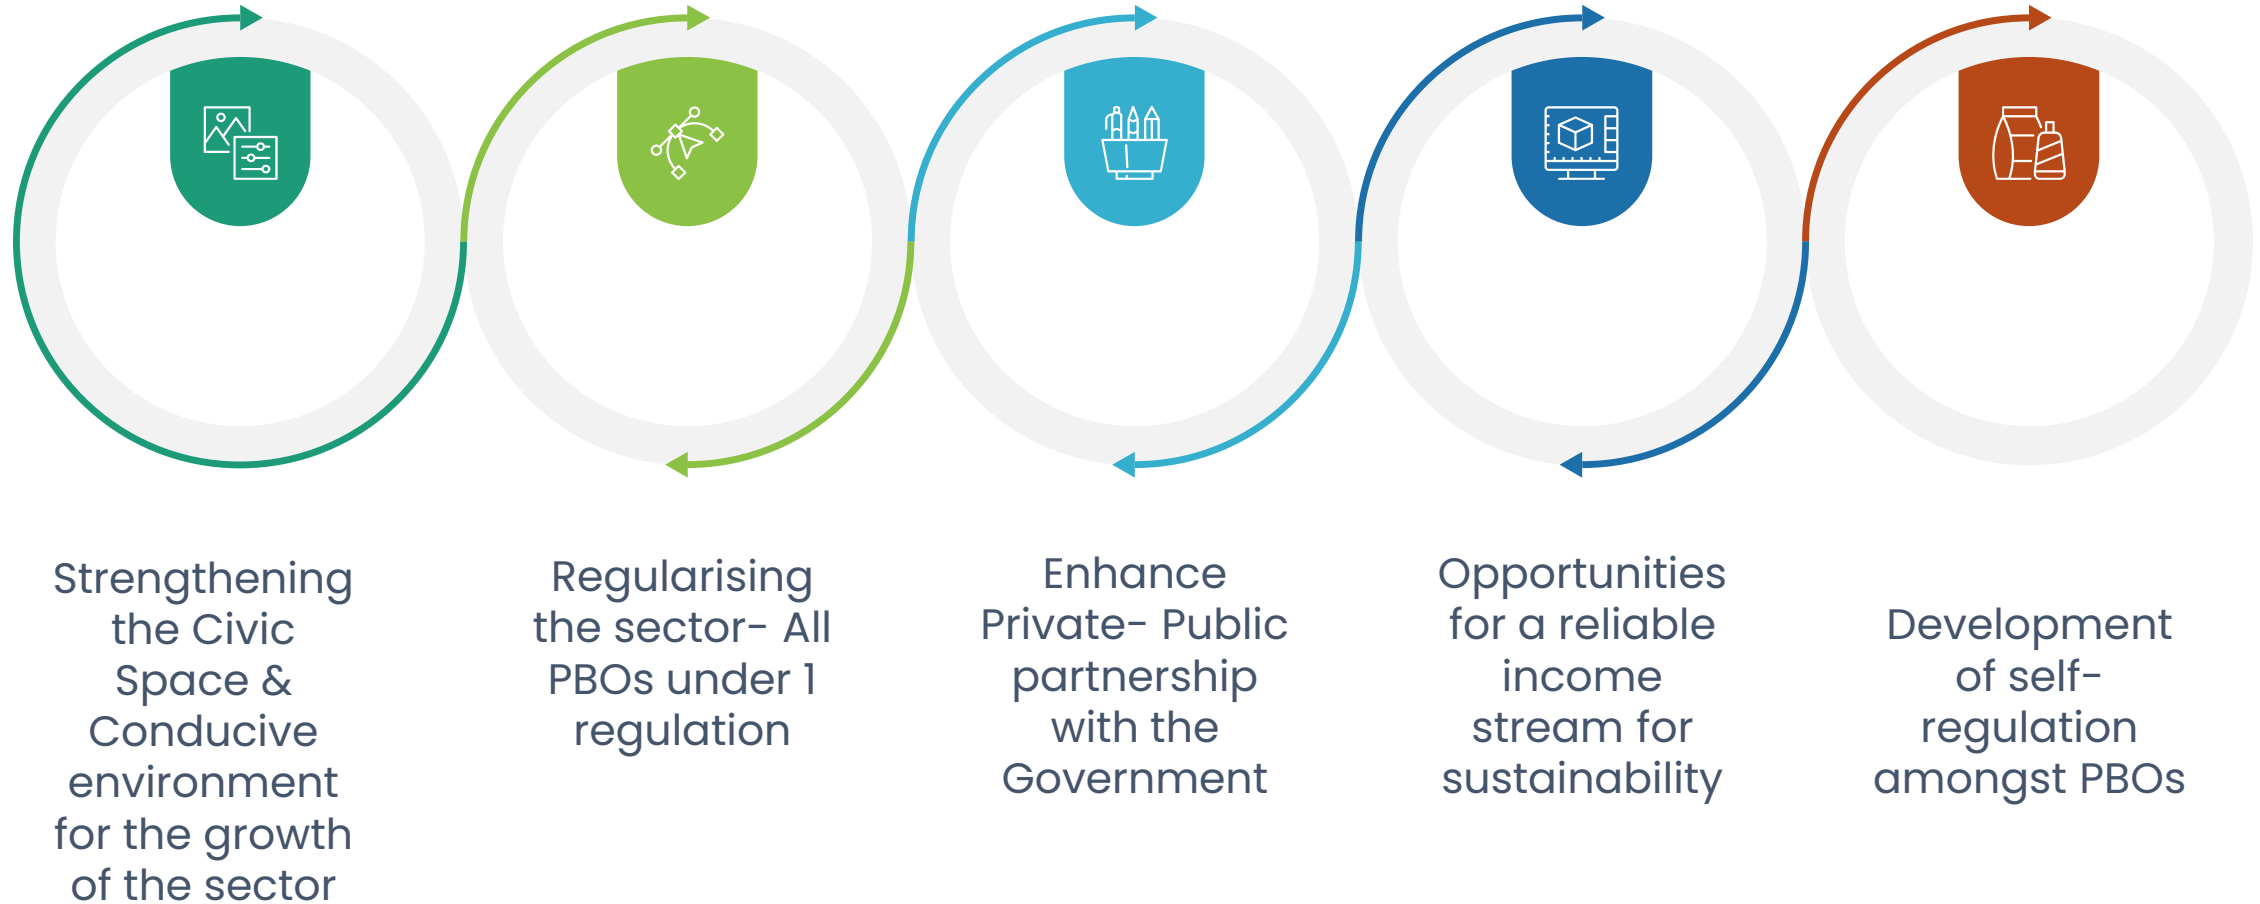 Strengthening
the Civic
Space &
Conducive
environment
for the growth
of the sector
Regularising
the sector- All
PBOs under 1
regulation
Enhance
Private- Public
partnership
with the
Government
Opportunities
for a reliable
income
stream for
sustainability
Development
of self-
regulation
amongst PBOs